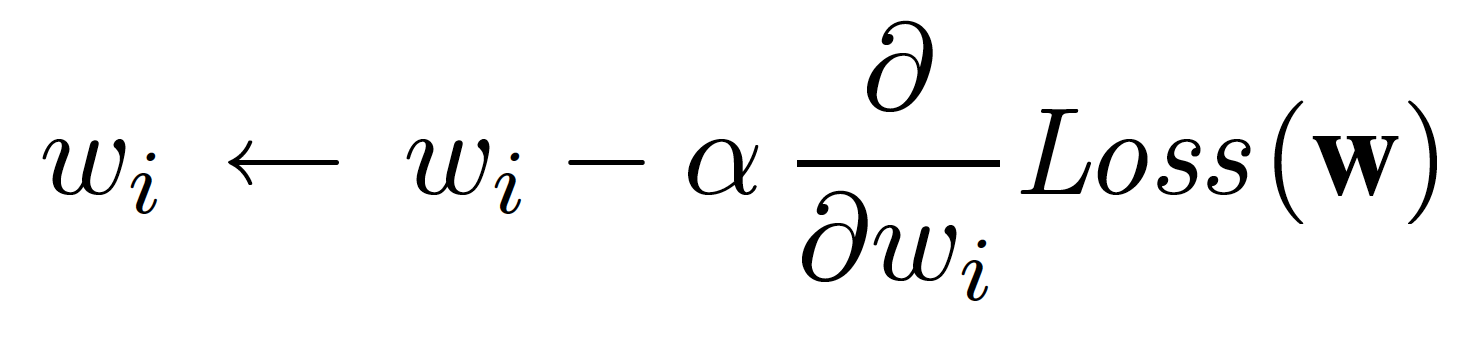 w_i ← w_i − α ∂/∂w_i Loss(w)